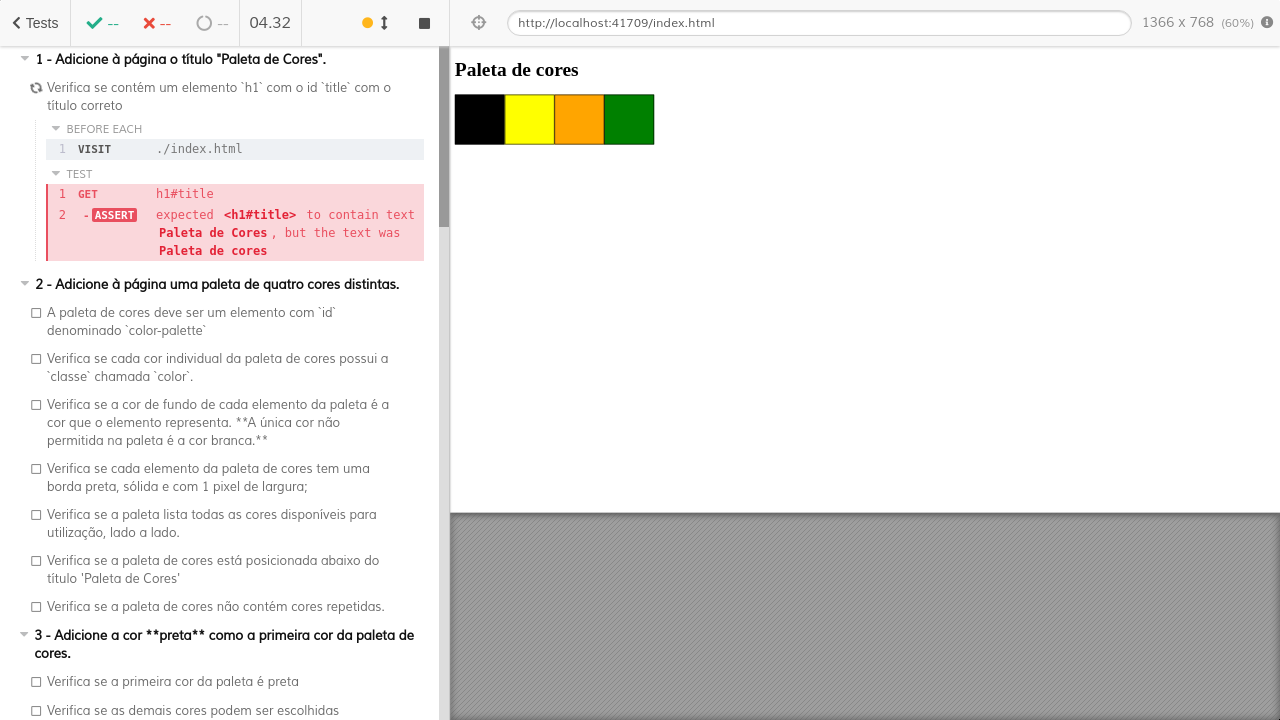 Tests
--
--
--
04.32
http://localhost:41709/index.html
1366 x 768 (60%)
1 - Adicione à página o título "Paleta de Cores".
Verifica se contém um elemento `h1` com o id `title` com o
título correto
BEFORE EACH
1 VISIT ./index.html
TEST
1 GET h1#title
2 -ASSERT expected <h1#title> to contain text
Paleta de Cores, but the text was
Paleta de cores
2 - Adicione à página uma paleta de quatro cores distintas.
A paleta de cores deve ser um elemento com `id`
denominado `color-palette`
Verifica se cada cor individual da paleta de cores possui a
`classe` chamada `color`.
Verifica se a cor de fundo de cada elemento da paleta é a
cor que o elemento representa. **A única cor não
permitida na paleta é a cor branca.**
Verifica se cada elemento da paleta de cores tem uma
borda preta, sólida e com 1 pixel de largura;
Verifica se a paleta lista todas as cores disponíveis para
utilização, lado a lado.
Verifica se a paleta de cores está posicionada abaixo do
título 'Paleta de Cores'
Verifica se a paleta de cores não contém cores repetidas.
3 - Adicione a cor **preta** como a primeira cor da paleta de
cores.
Verifica se a primeira cor da paleta é preta
Verifica se as demais cores podem ser escolhidas
Paleta de cores